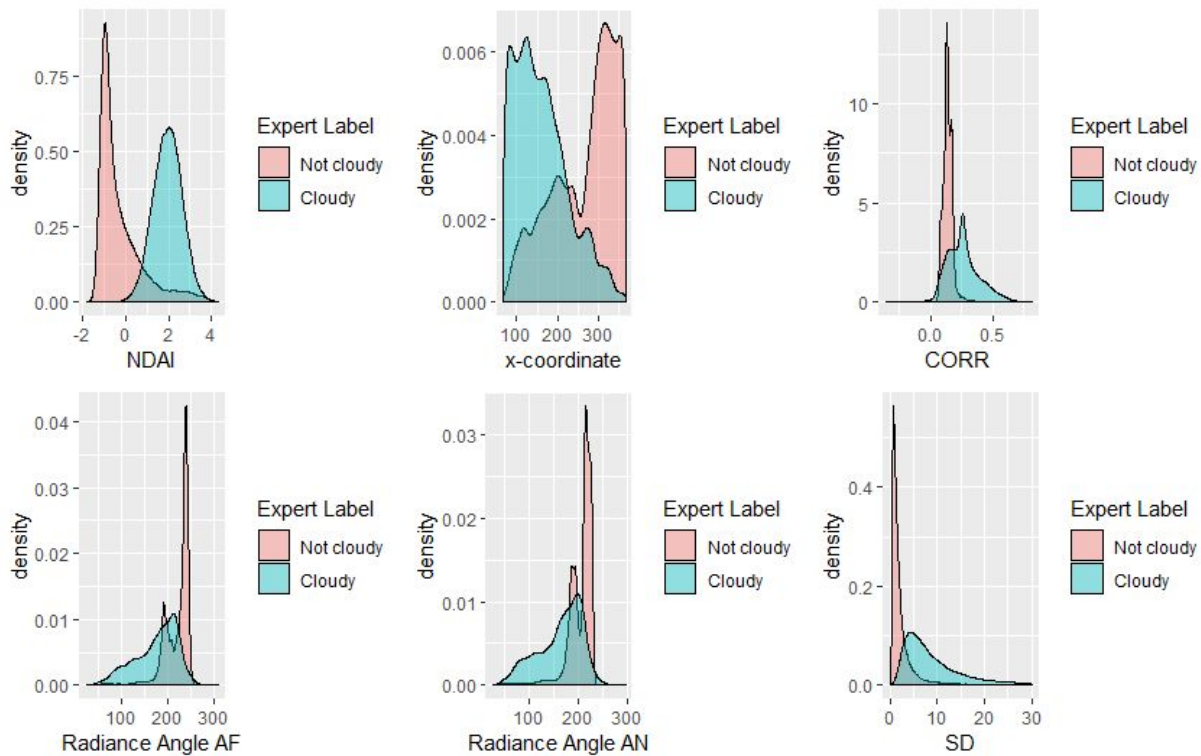 0.75
0.50
0.25
0.00
density
-2 0 2 4
NDAI
Expert Label
Not cloudy
Cloudy
0.006
0.004
0.002
0.000
density
100 200 300
x-coordinate
Expert Label
Not cloudy
Cloudy
10
5
0
density
0.0 0.5
CORR
Expert Label
Not cloudy
Cloudy
0.04
0.03
0.02
0.01
0.00
density
100 200 300
Radiance Angle AF
Expert Label
Not cloudy
Cloudy
0.03
0.02
0.01
0.00
density
100 200 300
Radiance Angle AN
Expert Label
Not cloudy
Cloudy
0.4
0.2
0.0
density
0 10 20 30
SD
Expert Label
Not cloudy
Cloudy